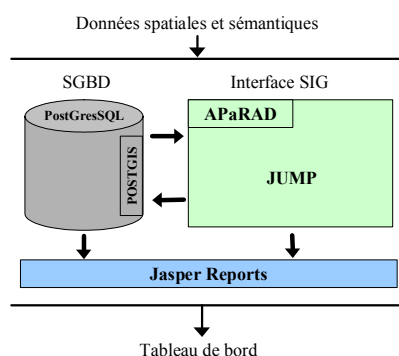 Données spatiales et sémantiques
SGBD
Interface SIG
PostGresSQL
APaRAD
POSTGIS
JUMP
Jasper Reports
Tableau de bord